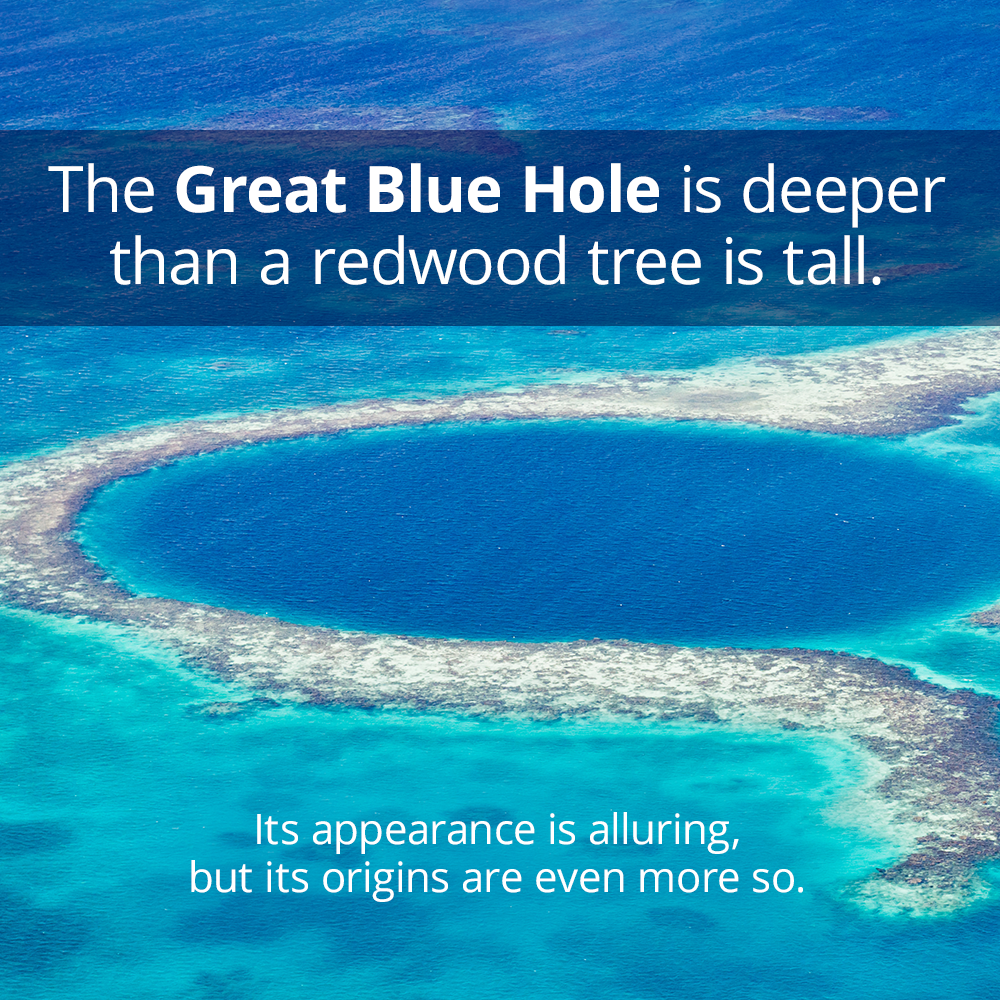 The Great Blue Hole is deeper
than a redwood tree is tall.
Its appearance is alluring,
but its origins are even more so.